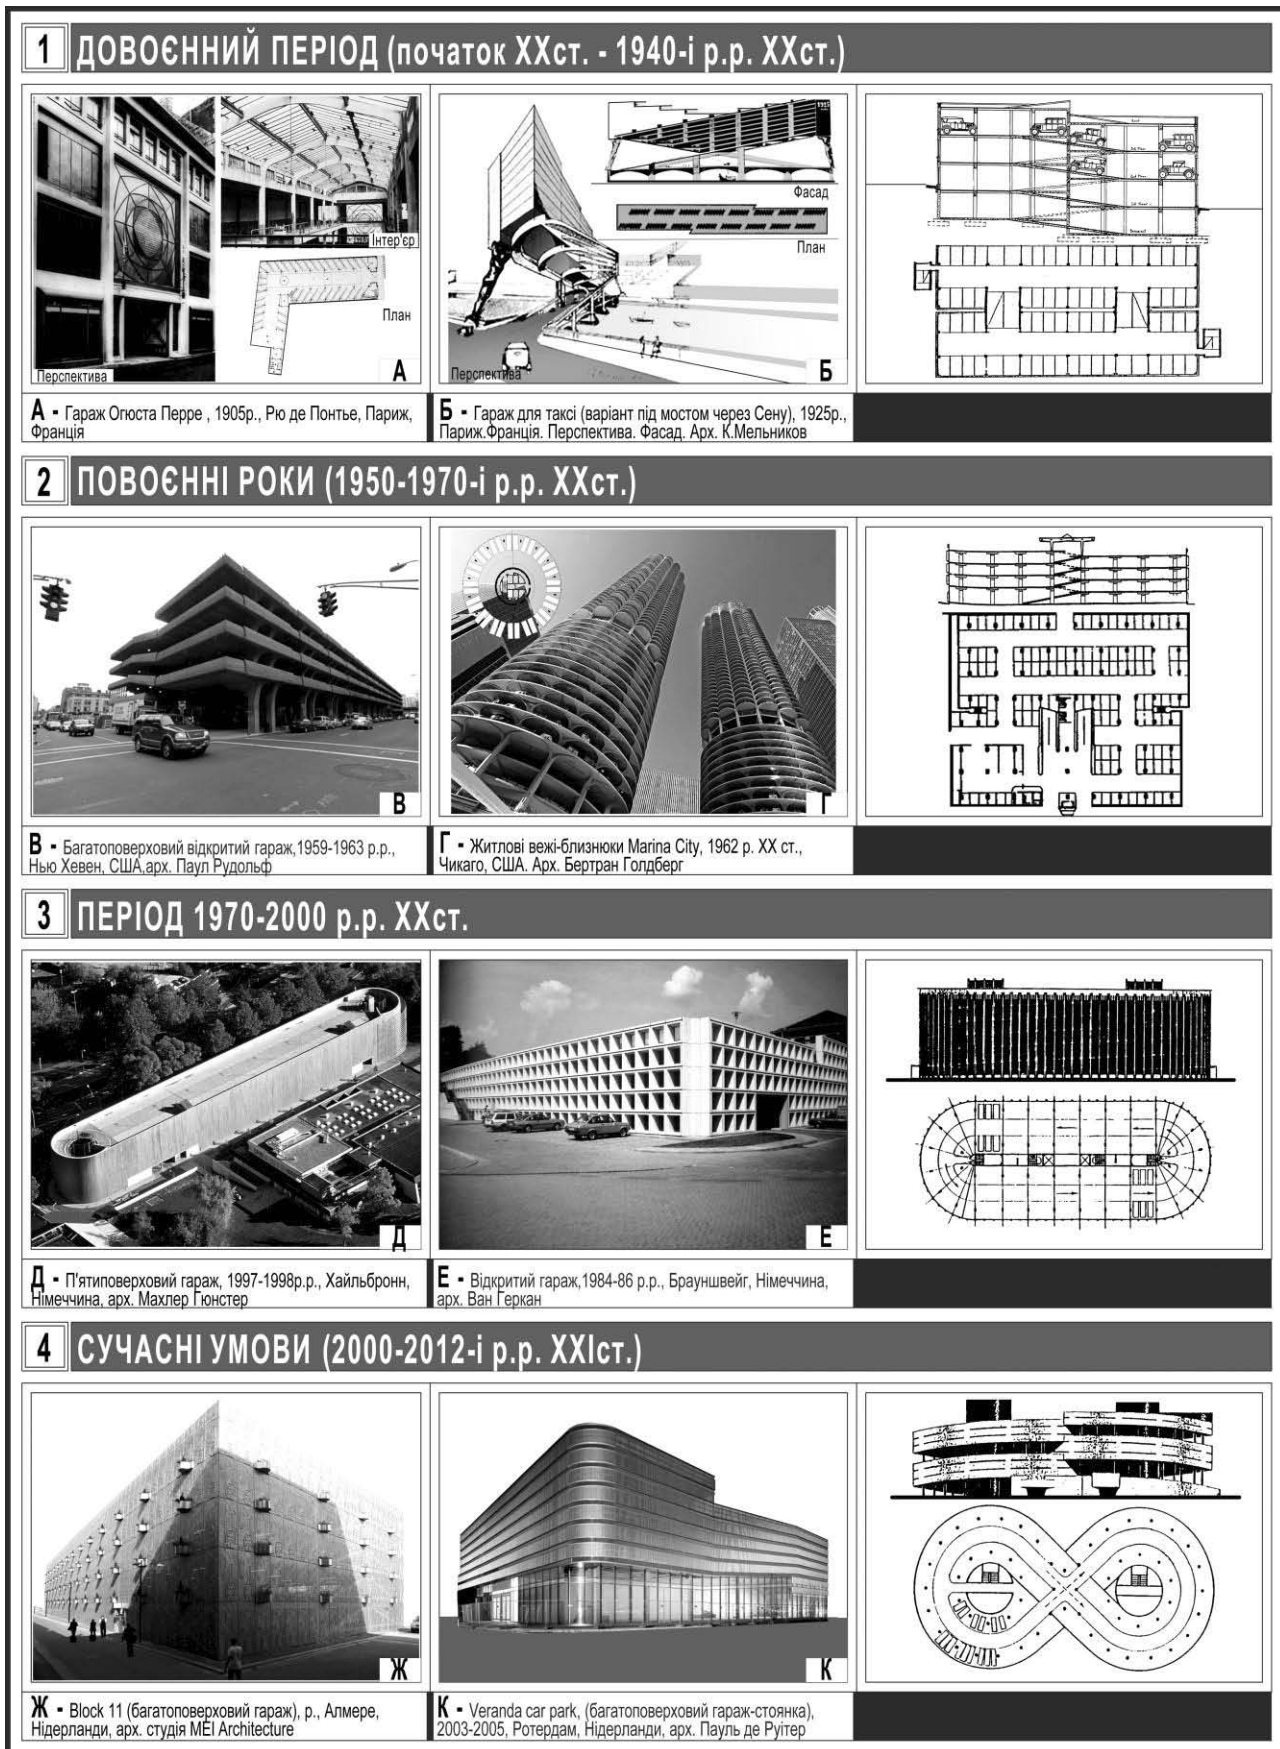 1 ДОВОЄННИЙ ПЕРІОД (початок ХХст. - 1940-і р.р. ХХст.)
Перспектива
Інтер'єр
План
А
Фасад
План
Перспектива
Б
А - Гараж Огюста Перре , 1905р., Рю де Понтьє, Париж,
Франція
Б - Гараж для таксі (варіант під мостом через Сену), 1925р.,
Париж.Франція. Перспектива. Фасад. Арх. К.Мельников
2 ПОВОЄННІ РОКИ (1950-1970-і р.р. ХХст.)
В
Г
В - Багатоповерховий відкритий гараж,1959-1963 р.р.,
Нью Хевен, США,арх. Паул Рудольф
Г - Житлові вежі-близнюки Marina City, 1962 р. ХХ ст.,
Чикаго, США. Арх. Бертран Голдберг
3 ПЕРІОД 1970-2000 р.р. ХХст.
Д
Е
Д - П'ятиповерховий гараж, 1997-1998р.р., Хайльбронн,
Німеччина, арх. Махлер Гюнстер
Е - Відкритий гараж,1984-86 р.р., Брауншвейг, Німеччина,
арх. Ван Геркан
4 СУЧАСНІ УМОВИ (2000-2012-і р.р. ХХІст.)
Ж
К
Ж - Block 11 (багатоповерховий гараж), р., Алмере,
Нідерланди, арх. студія MEI Architecture
К - Veranda car park, (багатоповерховий гараж-стоянка),
2003-2005, Ротердам, Нідерланди, арх. Пауль де Руітер